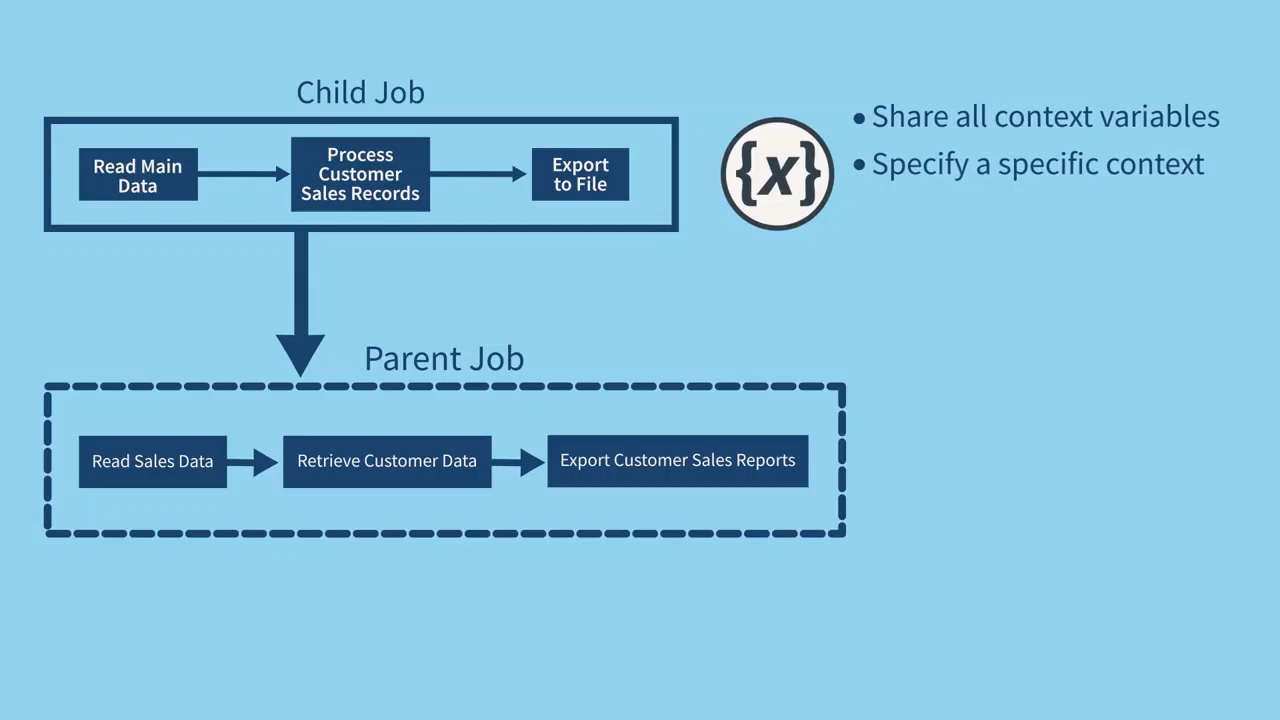 Child Job
Read Main
Data
Process
Customer
Sales Records
Export
to File
{x}
• Share all context variables
• Specify a specific context
Parent Job
Read Sales Data
Retrieve Customer Data
Export Customer Sales Reports